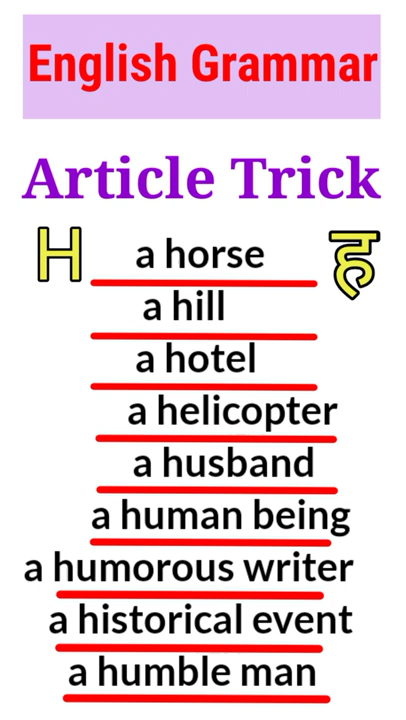 English Grammar
Article Trick
H
ह
a horse
a hill
a hotel
a helicopter
a husband
a human being
a humorous writer
a historical event
a humble man